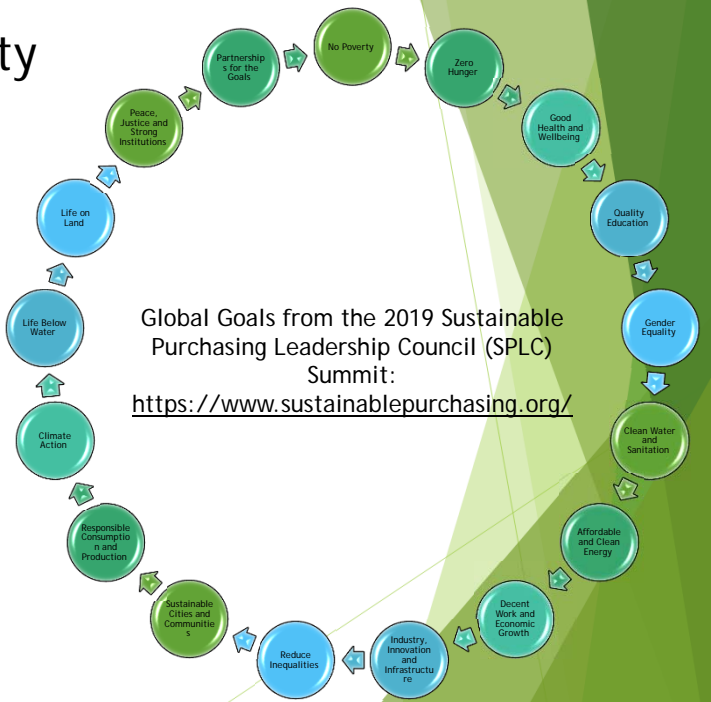 ty
No Poverty
Zero
Hunger
Good
Health and
Wellbeing
Quality
Education
Gender
Equality
Clean Water
and
Sanitation
Affordable
and Clean
Energy
Decent
Work and
Economic
Growth
Industry,
Innovation
and
Infrastructu
re
Reduce
Inequalities
Sustainable
Cities and
Communitie
s
Responsible
Consumptio
n and
Production
Climate
Action
Life Below
Water
Life on
Land
Peace,
Justice and
Strong
Institutions
Partnership
s for the
Goals
Global Goals from the 2019 Sustainable
Purchasing Leadership Council (SPLC)
Summit:
https://www.sustainablepurchasing.org/